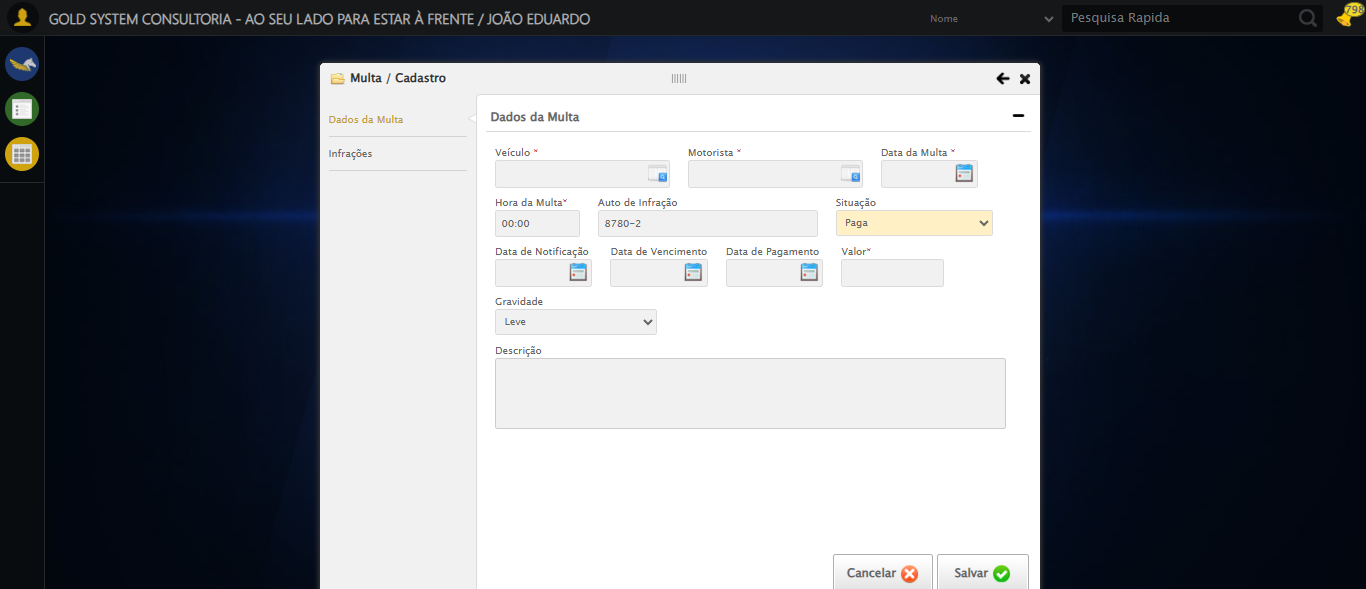 GOLD SYSTEM CONSULTORIA - AO SEU LADO PARA ESTAR À FRENTE / JOÃO EDUARDO
Nome
Pesquisa Rapida
798
Multa / Cadastro
Dados da Multa
Infrações
Dados da Multa
Veículo *
Motorista *
Data da Multa *
Hora da Multa*
Auto de Infração
Situação
00:00
8780-2
Paga
Data de Notificação
Data de Vencimento
Data de Pagamento
Valor*
Gravidade
Leve
Descrição
Cancelar
Salvar